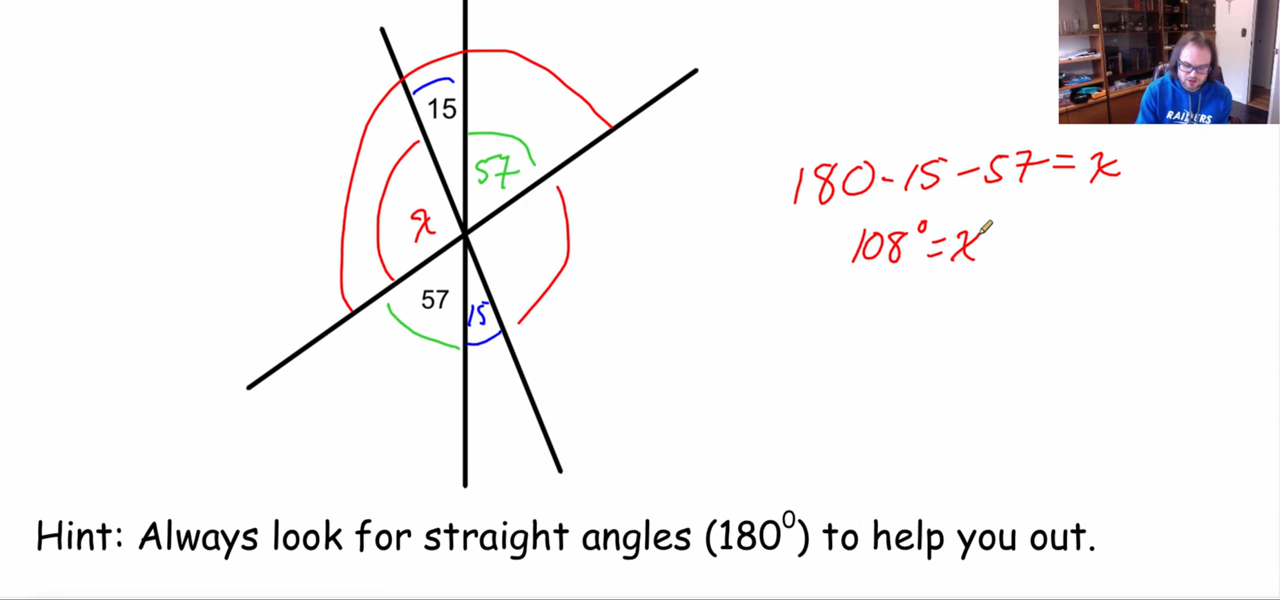 15
57
x
57
15
180-15-57=x
108°=x
RAIDERS
Hint: Always look for straight angles (180⁰) to help you out.